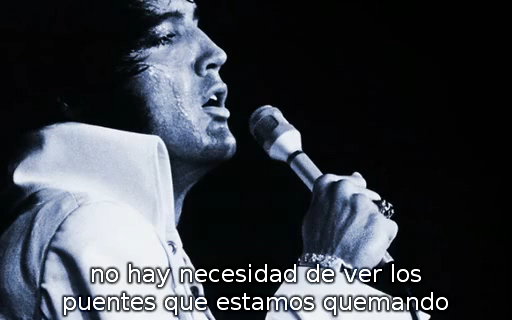 no hay necesidad de ver los
puentes que estamos quemando